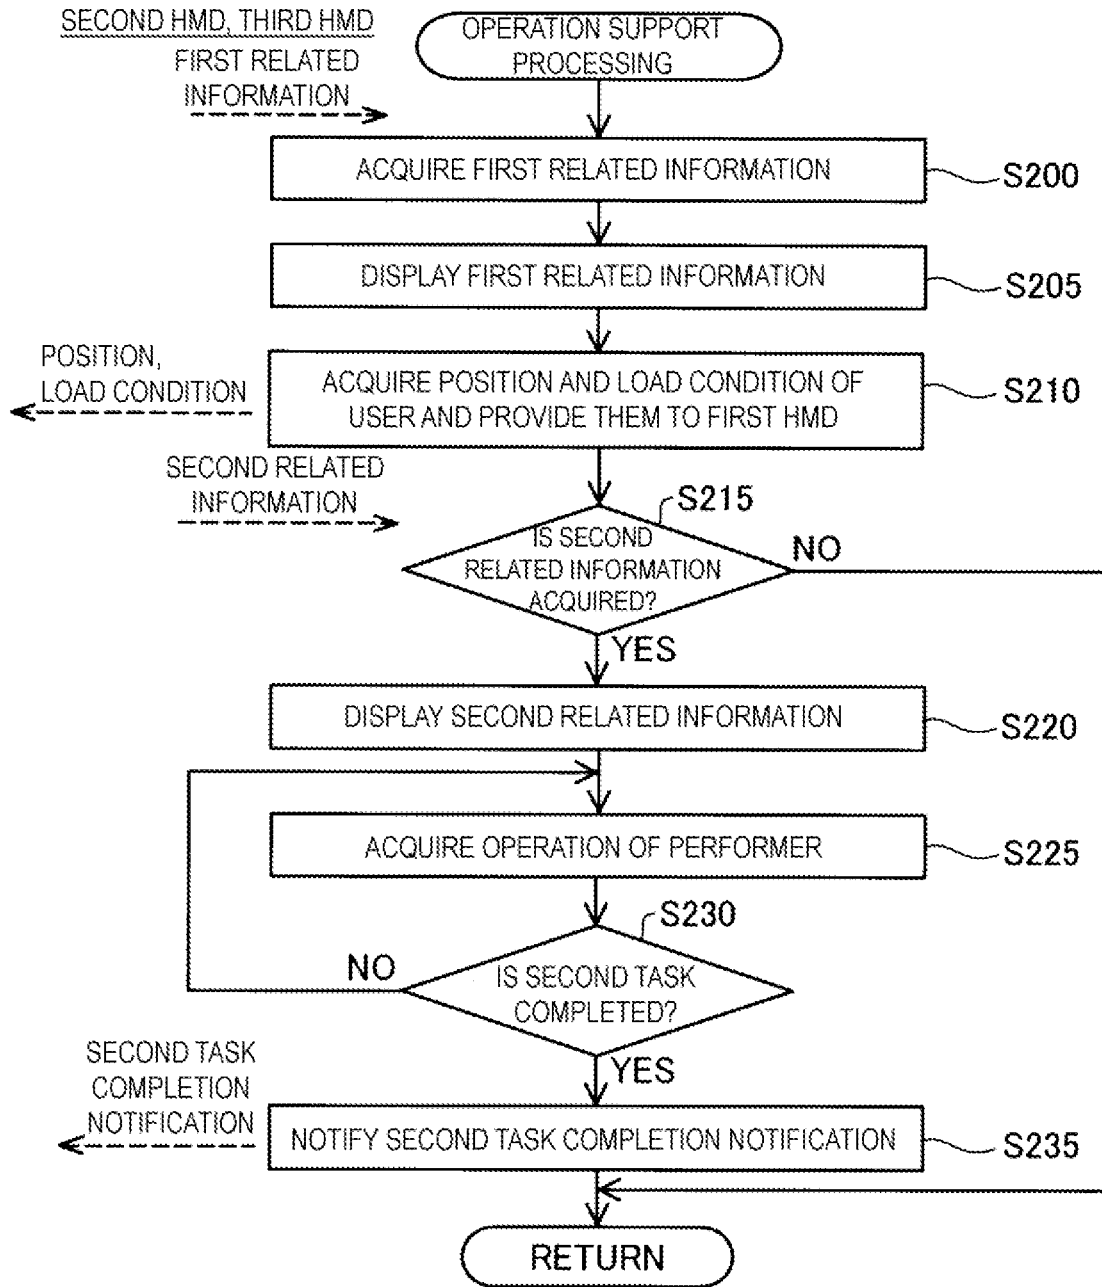 SECOND HMD, THIRD HMD
FIRST RELATED
INFORMATION
OPERATION SUPPORT
PROCESSING
ACQUIRE FIRST RELATED INFORMATION
S200
DISPLAY FIRST RELATED INFORMATION
S205
POSITION,
LOAD CONDITION
ACQUIRE POSITION AND LOAD CONDITION OF
USER AND PROVIDE THEM TO FIRST HMD
S210
SECOND RELATED
INFORMATION
S215
IS SECOND
RELATED INFORMATION
ACQUIRED?
NO
YES
DISPLAY SECOND RELATED INFORMATION
S220
ACQUIRE OPERATION OF PERFORMER
S225
S230
NO
IS SECOND TASK
COMPLETED?
YES
SECOND TASK
COMPLETION
NOTIFICATION
NOTIFY SECOND TASK COMPLETION NOTIFICATION
S235
RETURN